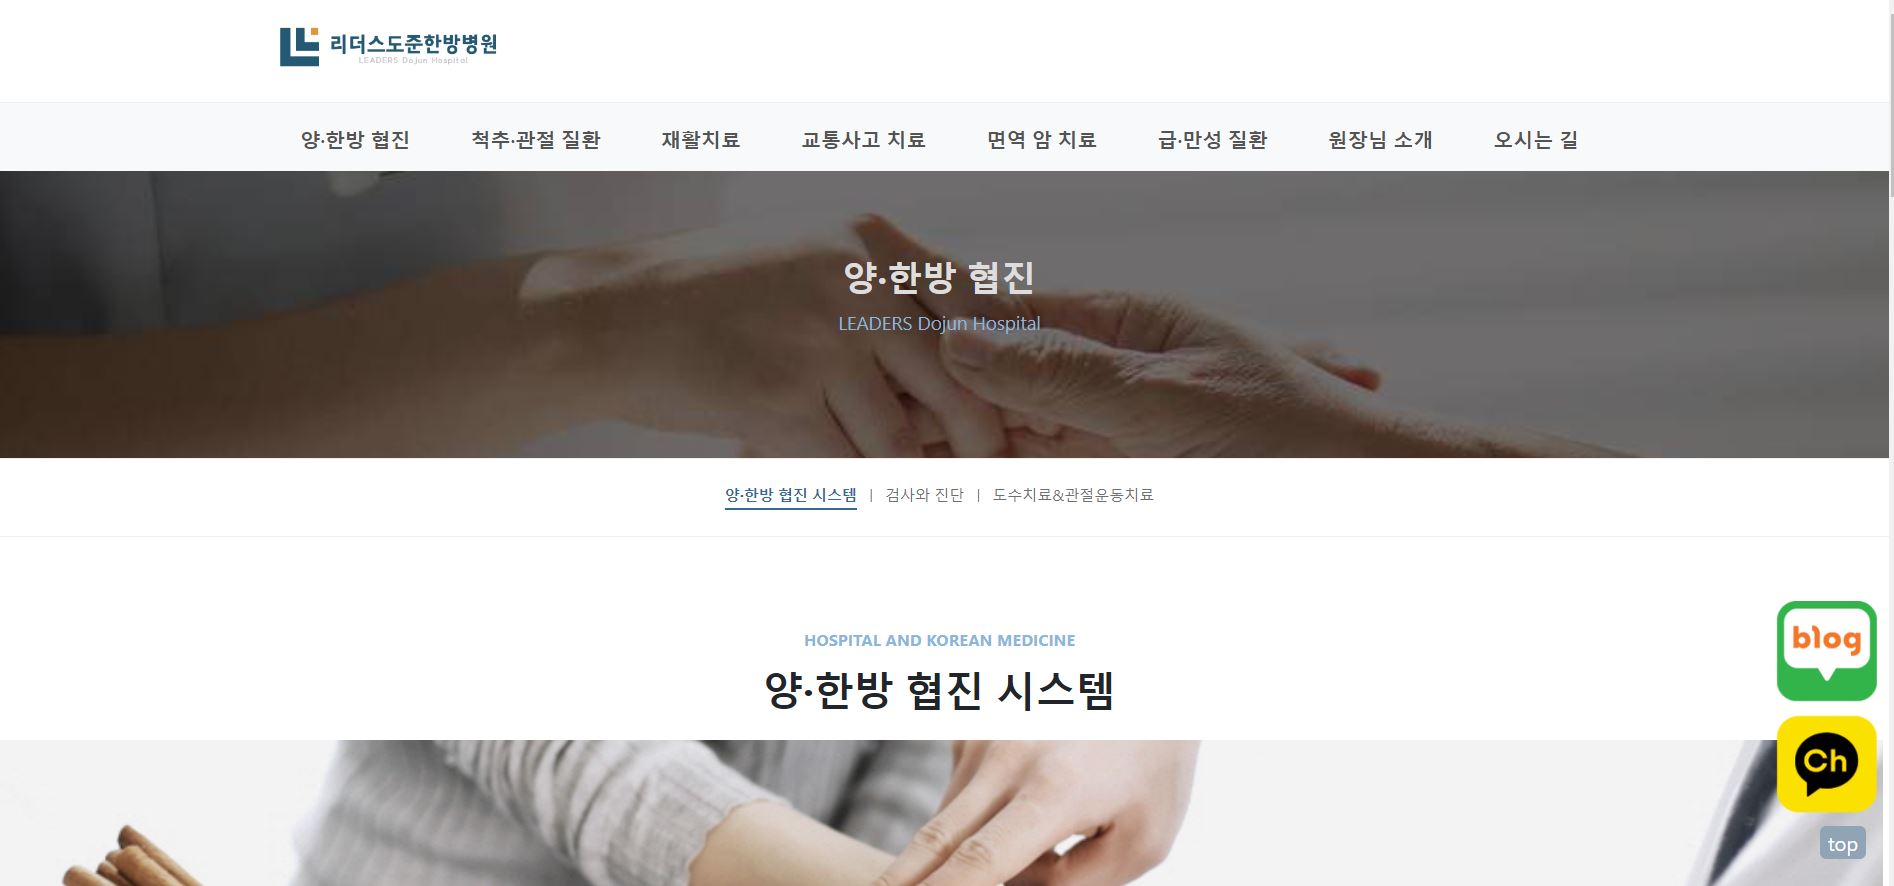 리더스도준한방병원
LEADERS Dojun Hospital
양·한방 협진 척추·관절 질환 재활치료 교통사고 치료 면역 암 치료 급·만성 질환 원장님 소개 오시는 길
양·한방 협진
LEADERS Dojun Hospital
양·한방 협진 시스템 | 검사와 진단 | 도수치료&관절운동치료
HOSPITAL AND KOREAN MEDICINE
양·한방 협진 시스템
blog
Ch
top